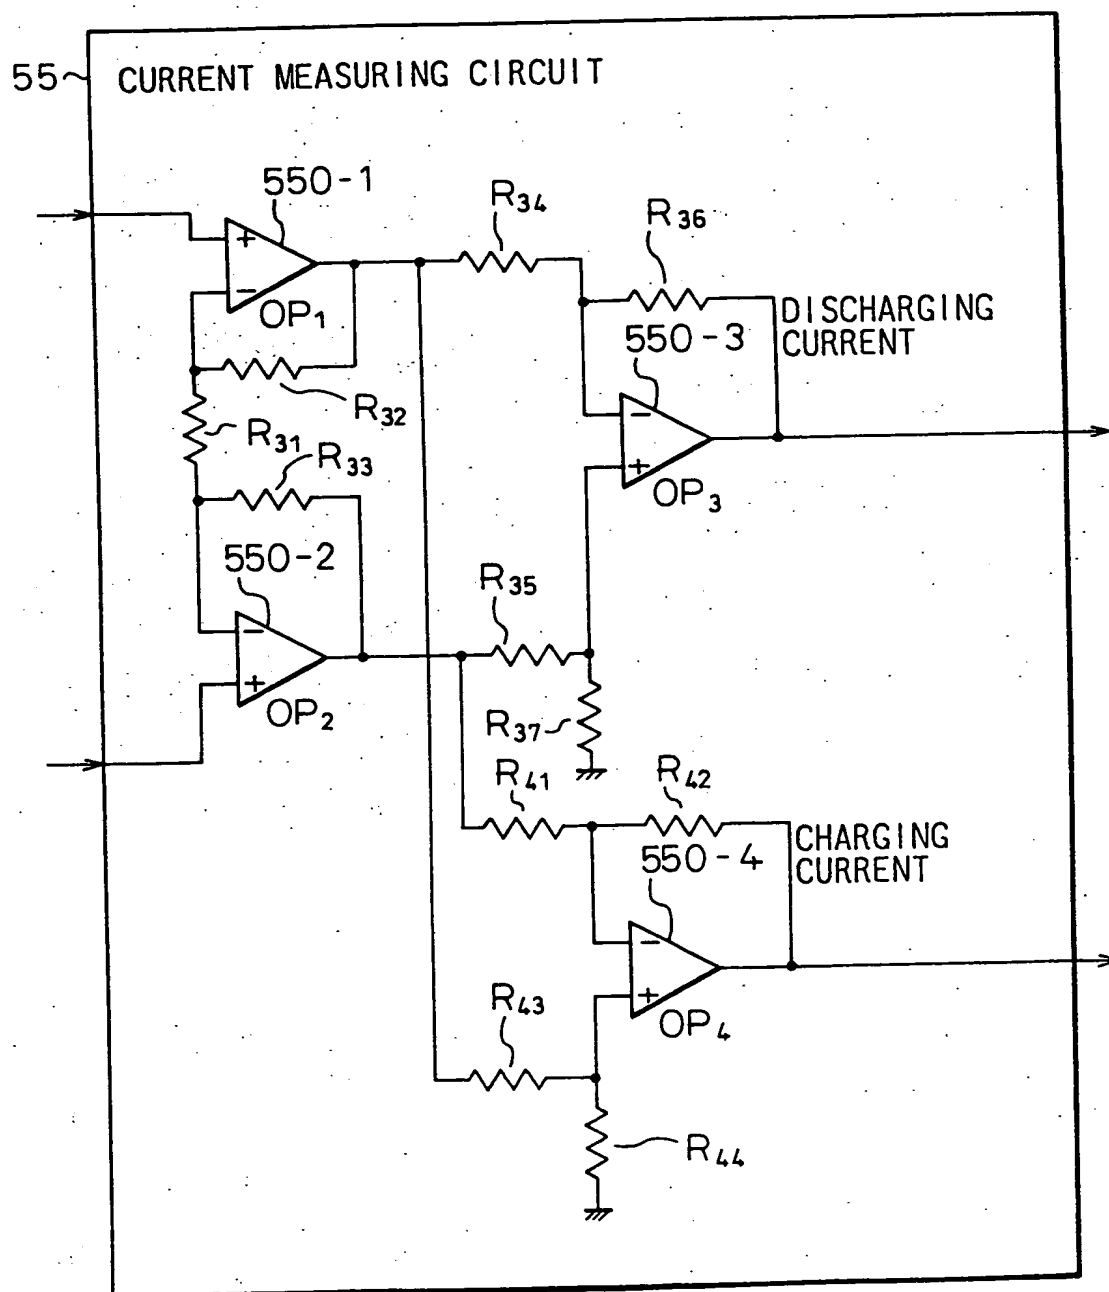 55 CURRENT MEASURING CIRCUIT
550-1
R34
R36
+
−
OP1
DISCHARGING
CURRENT
550-3
R32
R31
R33
−
+
OP3
550-2
R35
−
+
OP2
R37
R41
R42
CHARGING
CURRENT
550-4
−
+
OP4
R43
R44